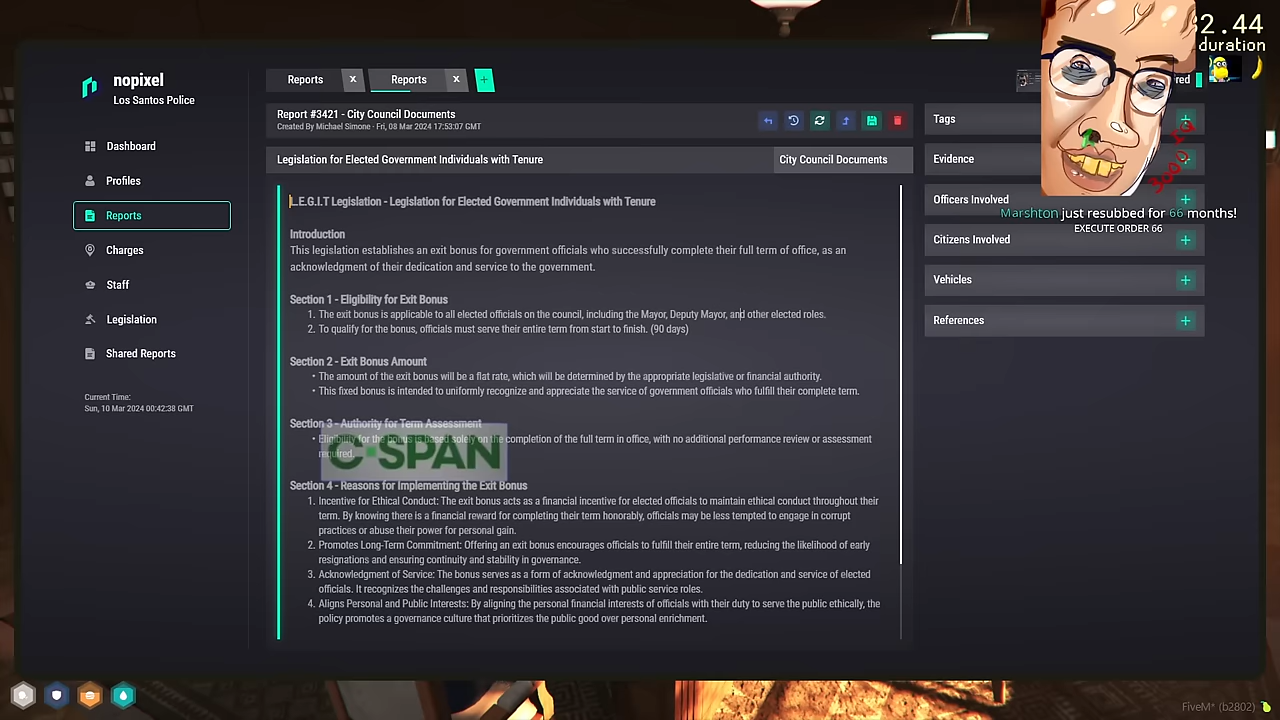 nopixel
Los Santos Police
Dashboard
Profiles
Reports
Charges
Staff
Legislation
Shared Reports
Current Time:
Sun, 10 Mar 2024 00:42:38 GMT
Reports x
Reports x
+
Report #3421 - City Council Documents
Created By Michael Simone · Fri, 08 Mar 2024 17:53:07 GMT
Legislation for Elected Government Individuals with Tenure
City Council Documents
L.E.G.I.T Legislation - Legislation for Elected Government Individuals with Tenure
Introduction
This legislation establishes an exit bonus for government officials who successfully complete their full term of office, as an
acknowledgment of their dedication and service to the government.
Section 1 - Eligibility for Exit Bonus
1. The exit bonus is applicable to all elected officials on the council, including the Mayor, Deputy Mayor, and other elected roles.
2. To qualify for the bonus, officials must serve their entire term from start to finish. (90 days)
Section 2 - Exit Bonus Amount
• The amount of the exit bonus will be a flat rate, which will be determined by the appropriate legislative or financial authority.
• This fixed bonus is intended to uniformly recognize and appreciate the service of government officials who fulfill their complete term.
Section 3 - Authority for Term Assessment
• Eligibility for the bonus is based solely on the completion of the full term in office, with no additional performance review or assessment
required.
C·SPAN
Section 4 - Reasons for Implementing the Exit Bonus
1. Incentive for Ethical Conduct: The exit bonus acts as a financial incentive for elected officials to maintain ethical conduct throughout their
term. By knowing there is a financial reward for completing their term honorably, officials may be less tempted to engage in corrupt
practices or abuse their power for personal gain.
2. Promotes Long-Term Commitment: Offering an exit bonus encourages officials to fulfill their entire term, reducing the likelihood of early
resignations and ensuring continuity and stability in governance.
3. Acknowledgment of Service: The bonus serves as a form of acknowledgment and appreciation for the dedication and service of elected
officials. It recognizes the challenges and responsibilities associated with public service roles.
4. Aligns Personal and Public Interests: By aligning the personal financial interests of officials with their duty to serve the public ethically, the
policy promotes a governance culture that prioritizes the public good over personal enrichment.
Tags
Evidence
Officers Involved
Citizens Involved
Vehicles
References
2.44
duration
3000 IQ
Marshton just resubbed for 66 months!
EXECUTE ORDER 66
FiveM* (b2802)